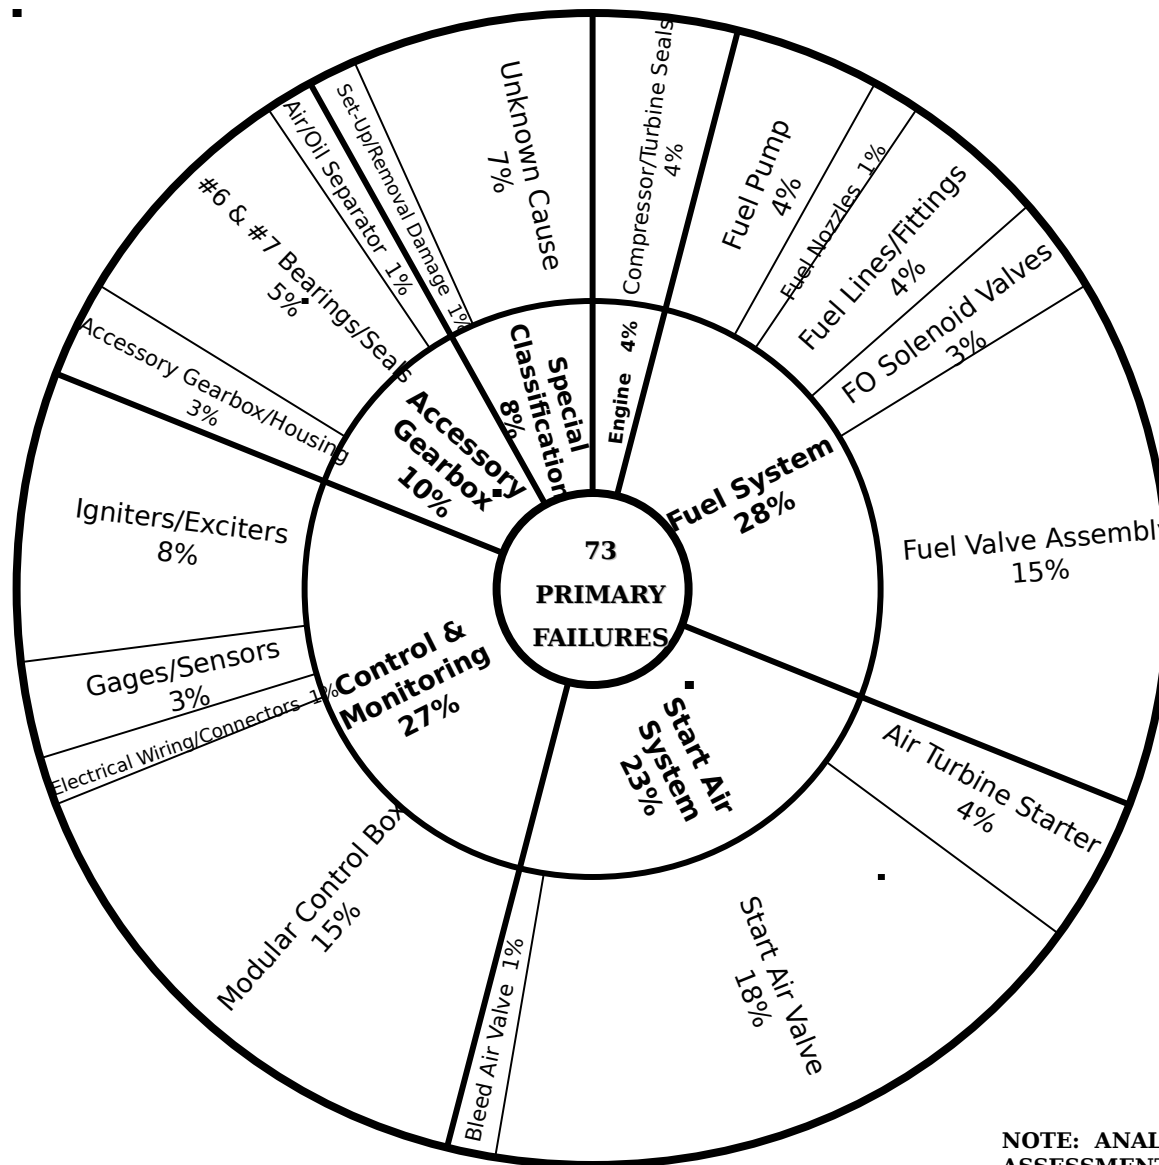 73
PRIMARY
FAILURES
Engine 4%
Compressor/Turbine Seals
4%
Fuel System
28%
Fuel Pump
4%
Fuel Nozzles 1%
Fuel Lines/Fittings
4%
FO Solenoid Valves
3%
Fuel Valve Assembly
15%
Start Air
System
23%
Air Turbine Starter
4%
Start Air Valve
18%
Bleed Air Valve 1%
Control &
Monitoring
27%
Modular Control Box
15%
Electrical Wiring/Connectors 1%
Gages/Sensors
3%
Igniters/Exciters
8%
Accessory
Gearbox
10%
Accessory Gearbox/Housing
3%
#6 & #7 Bearings/Seals
5%
Air/Oil Separator 1%
Special
Classification
8%
Set-Up/Removal Damage 1%
Unknown Cause
7%
NOTE: ANAL
ASSESSMENT